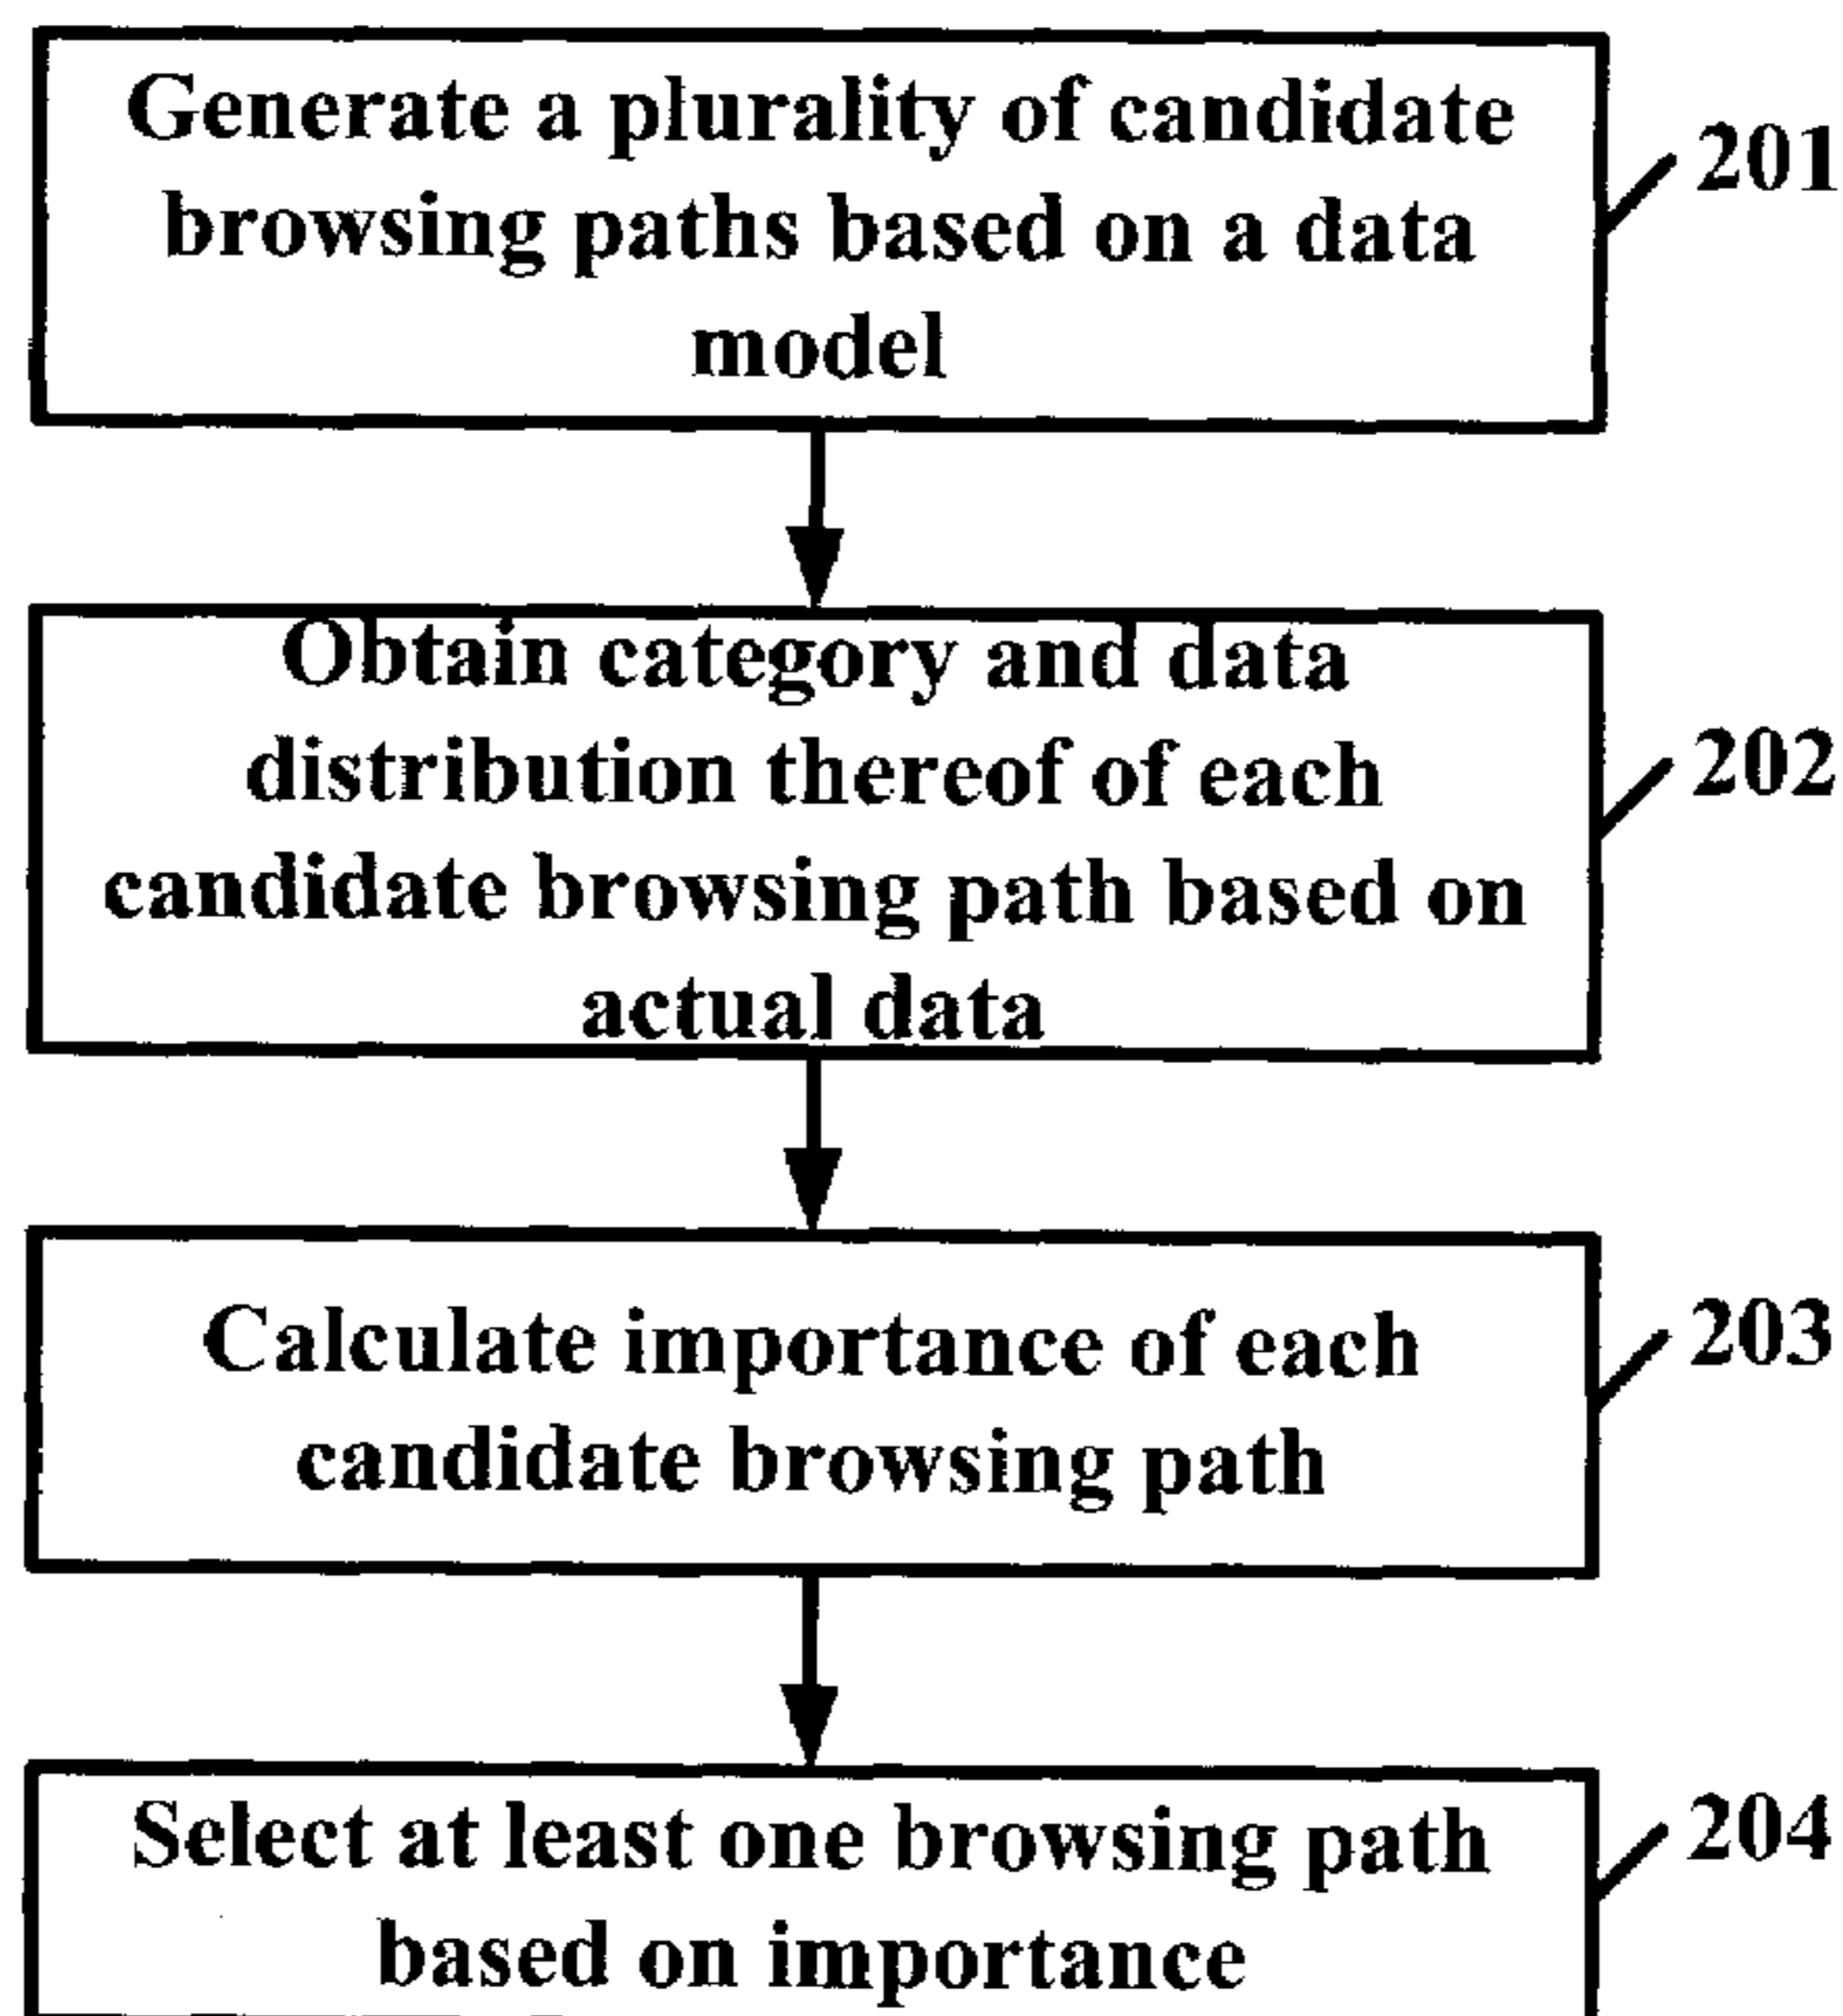 Generate a plurality of candidate
browsing paths based on a data
model
201
Obtain category and data
distribution thereof of each
candidate browsing path based on
actual data
202
Calculate importance of each
candidate browsing path
203
Select at least one browsing path
based on importance
204